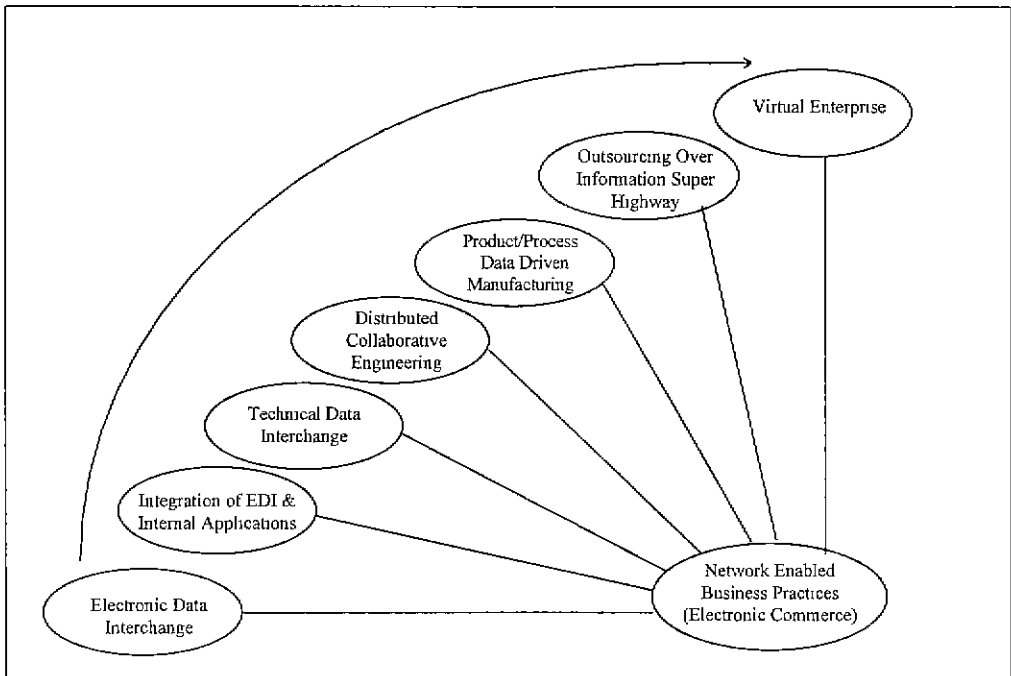 Virtual Enterprise
Outsourcing Over
Information Super
Highway
Product/Process
Data Driven
Manufacturing
Distributed
Collaborative
Engineering
Technical Data
Interchange
Integration of EDI &
Internal Applications
Electronic Data
Interchange
Network Enabled
Business Practices
(Electronic Commerce)